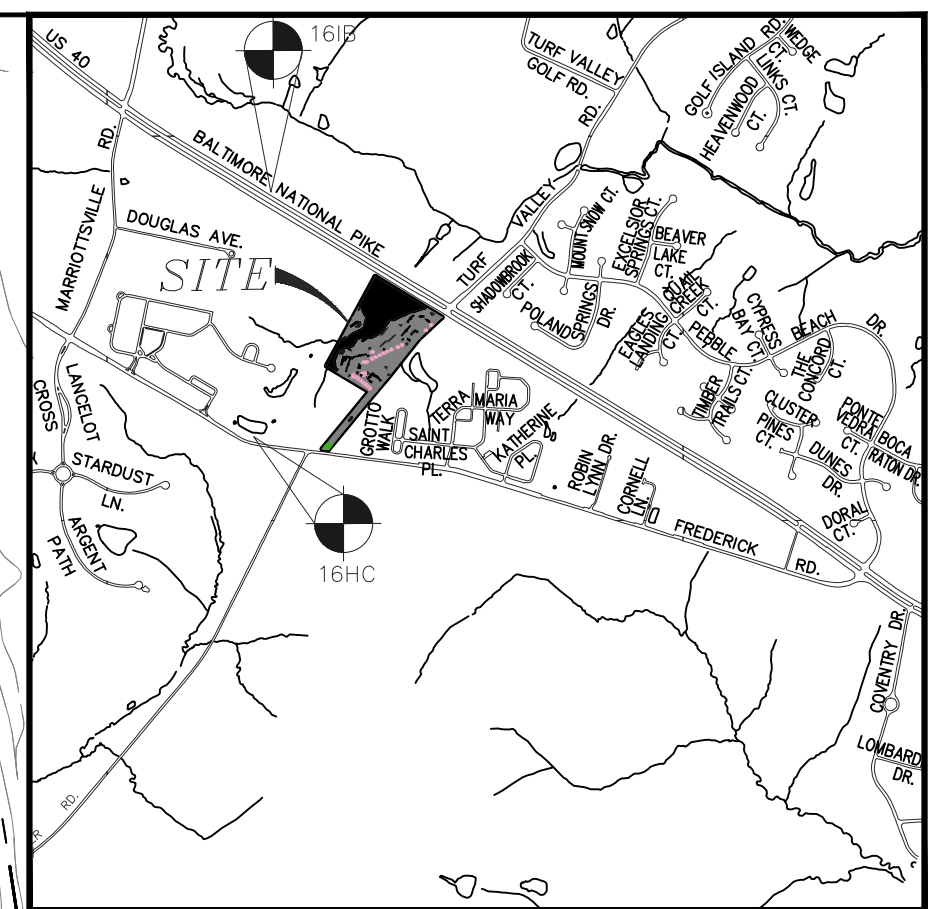 16IB
US 40
TURF VALLEY
GOLF RD.
RD.
GOLF ISLAND RD.
WEDGE
CT.
LINKS CT.
HEAVENWOOD
CT.
RD.
MARRIOTTSVILLE
BALTIMORE NATIONAL PIKE
DOUGLAS AVE.
SITE
TURF
VALLEY
SHADOWBROOK
CT.
MOUNT SNOW CT.
EXCELSIOR
SPRINGS CT.
BEAVER
LAKE
CT.
QUAIL
CREEK
CT.
POLAND
SPRINGS
DR.
EAGLES
LANDING
CT.
PEBBLE
BEACH
DR.
CYPRESS
BAY CT.
THE
CONCORD
CT.
TIMBER
TRAILS CT.
CLUSTER
PINES
CT.
DUNES
DR.
PONTE
VEDRA
CT.
BOCA
RATON DR.
DORAL
CT.
LANCELOT
CROSS
STARDUST
LN.
ARGENT
PATH
GROTTO
WALK
TERRA
MARIA
WAY
SAINT
CHARLES
PL.
KATHERINE
PL.
ROBIN
LYNN DR.
CORNELL
LN.
FREDERICK
RD.
16HC
COVENTRY DR.
LOMBARD
DR.
RD.